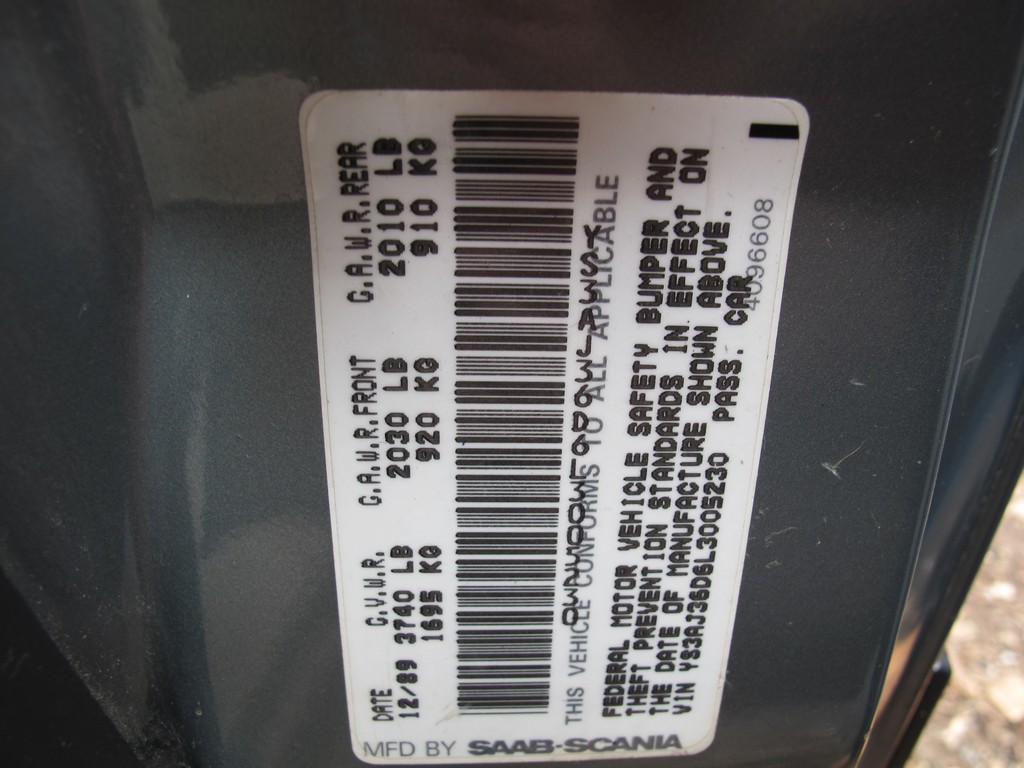 MFD BY SAAB-SCANIA
DATE G.V.W.R. G.A.W.R.FRONT G.A.W.R.REAR
12/89 3740 LB 2030 LB 2010 LB
1695 KG 920 KG 910 KG
YS3AJ36D6L3005230
THIS VEHICLE CONFORMS TO ALL APPLICABLE
FEDERAL MOTOR VEHICLE SAFETY BUMPER AND
THEFT PREVENTION STANDARDS IN EFFECT ON
THE DATE OF MANUFACTURE SHOWN ABOVE.
VIN YS3AJ36D6L3005230 PASS. CAR
4096608